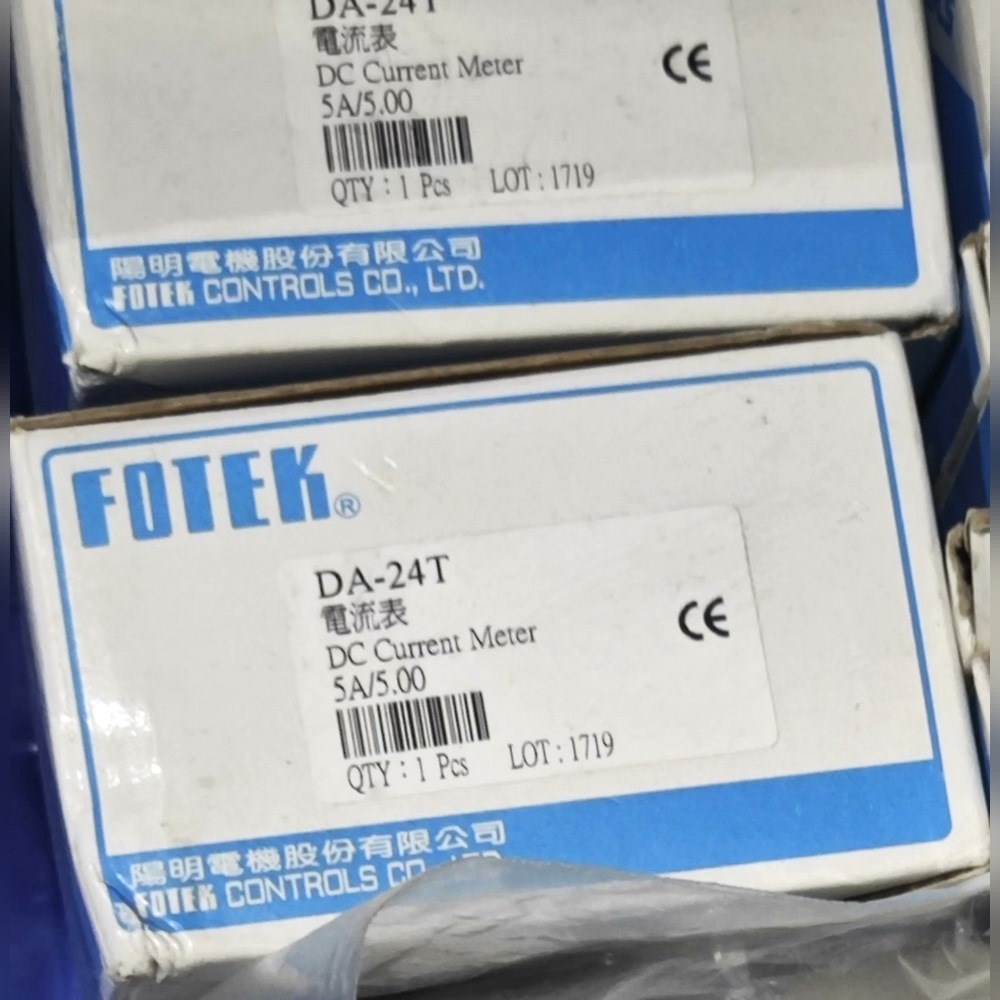 DA-24T
電流表
DC Current Meter
5A/5.00
CE
QTY : 1 Pcs LOT : 1719
陽明電機股份有限公司
FOTEK CONTROLS CO., LTD.
FOTEK®
DA-24T
電流表
DC Current Meter
5A/5.00
CE
QTY : 1 Pcs LOT : 1719
陽明電機股份有限公司
FOTEK CONTROLS CO., LTD.